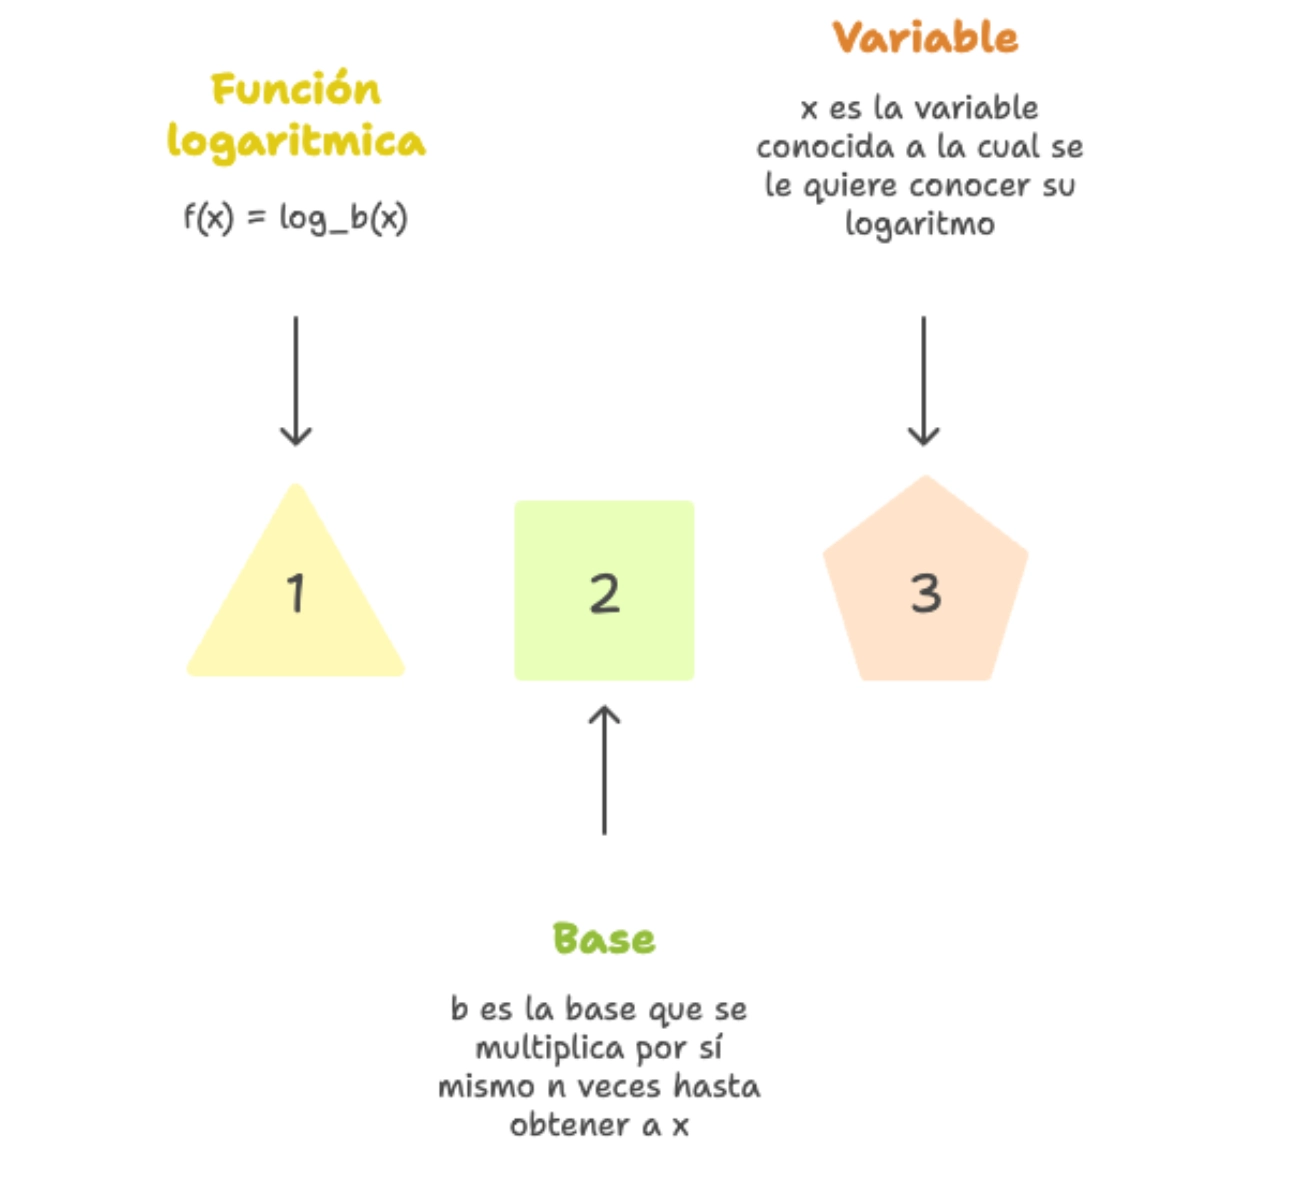 Función
logaritmica
f(x) = log_b(x)
Variable
x es la variable
conocida a la cual se
le quiere conocer su
logaritmo
1
2
3
Base
b es la base que se
multiplica por sí
mismo n veces hasta
obtener a x